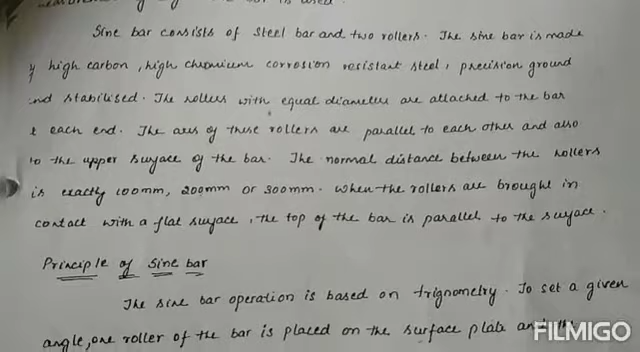 Sine bar consists of Steel bar and two rollers. The sine bar is made
y high carbon, high chromium corrosion resistant steel, precision ground
nd stabilised. The rollers with equal diameter are attached to the bar
t each end. The axis of these rollers are parallel to each other and also
to the upper surface of the bar. The normal distance between the rollers
is exactly 100mm, 200mm or 300mm. When the rollers are brought in
contact with a flat surface, the top of the bar is parallel to the surface.
Principle of Sine bar
The sine bar operation is based on trignometry. To set a given
angle, one roller of the bar is placed on the surface plate and the
FILMIGO